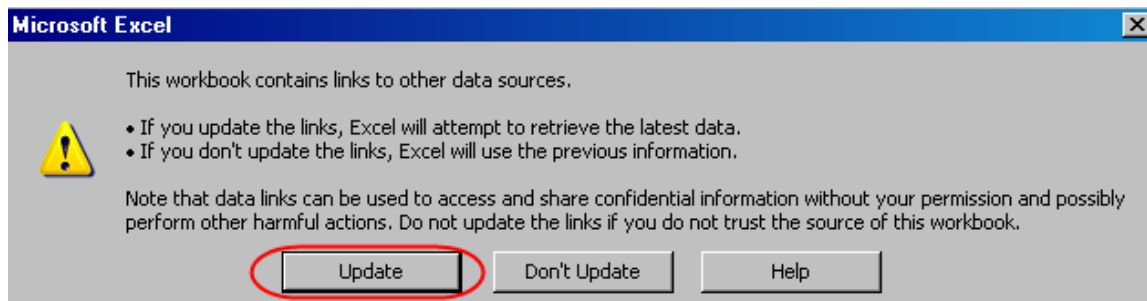 Microsoft Excel
This workbook contains links to other data sources.
• If you update the links, Excel will attempt to retrieve the latest data.
• If you don't update the links, Excel will use the previous information.
Note that data links can be used to access and share confidential information without your permission and possibly
perform other harmful actions. Do not update the links if you do not trust the source of this workbook.
Update Don't Update Help